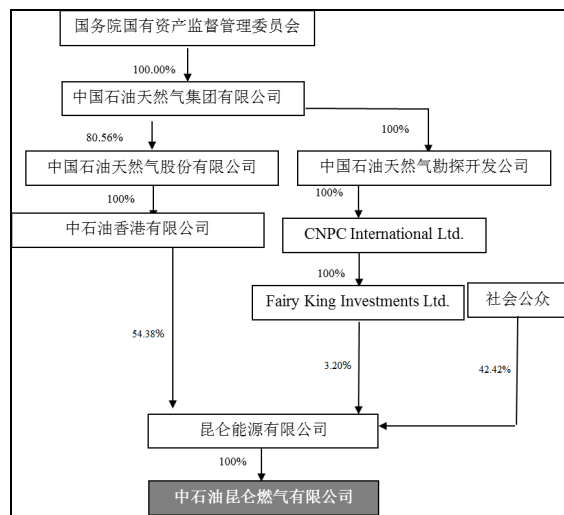 国务院国有资产监督管理委员会
100.00%
中国石油天然气集团有限公司
80.56%
100%
中国石油天然气股份有限公司
中国石油天然气勘探开发公司
100%
100%
中石油香港有限公司
CNPC International Ltd.
100%
Fairy King Investments Ltd.
社会公众
54.38%
3.20%
42.42%
昆仑能源有限公司
100%
中石油昆仑燃气有限公司